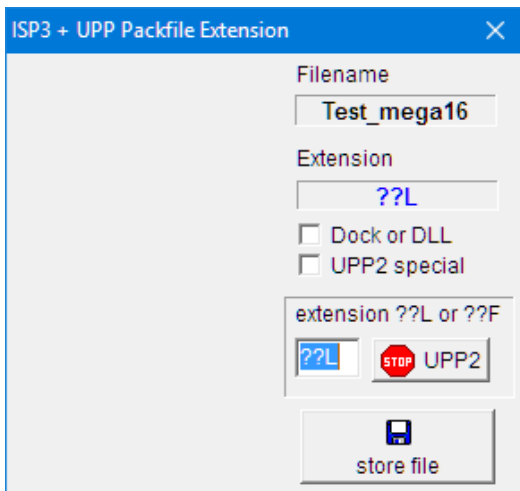 ISP3 + UPP Packfile Extension
Filename
Test_mega16
Extension
??L
Dock or DLL
UPP2 special
extension ??L or ??F
??L STOP UPP2
store file